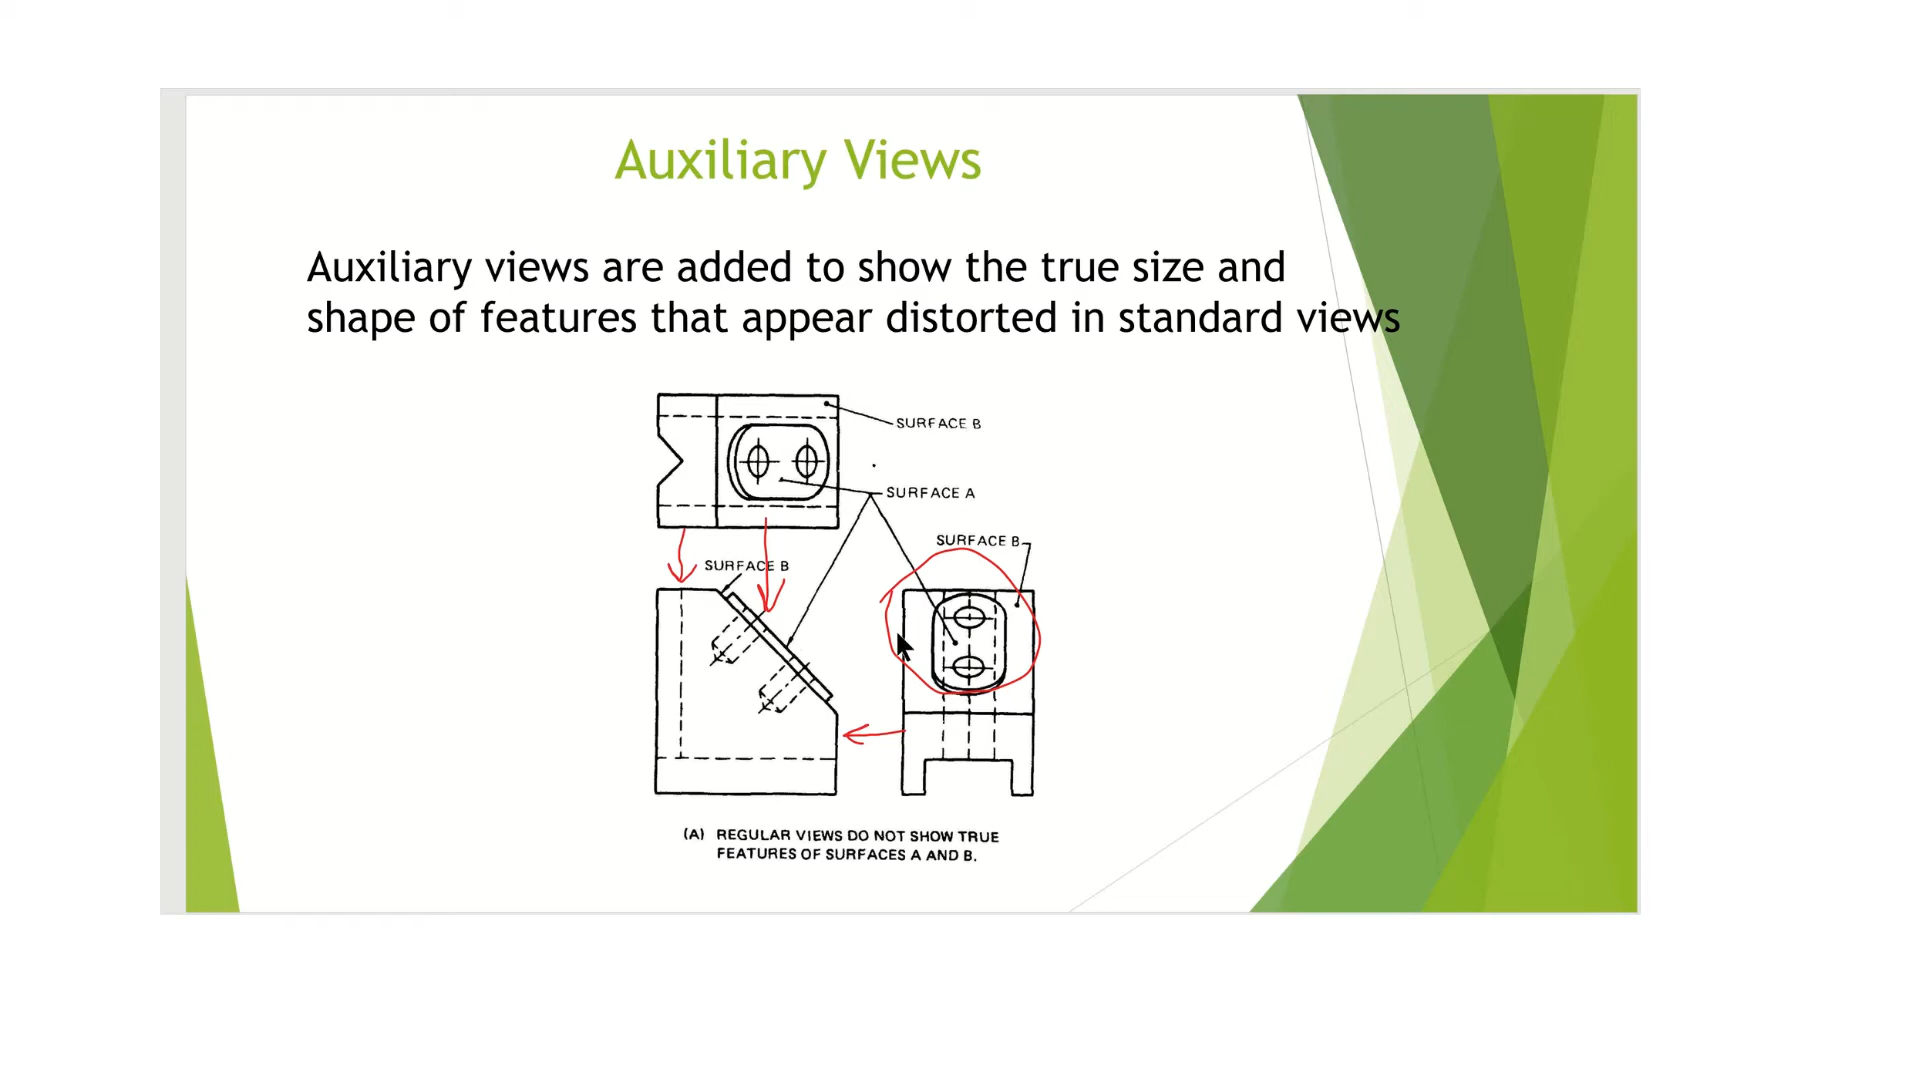 Auxiliary Views
Auxiliary views are added to show the true size and
shape of features that appear distorted in standard views
SURFACE B
SURFACE A
SURFACE B
SURFACE B
(A) REGULAR VIEWS DO NOT SHOW TRUE
FEATURES OF SURFACES A AND B.